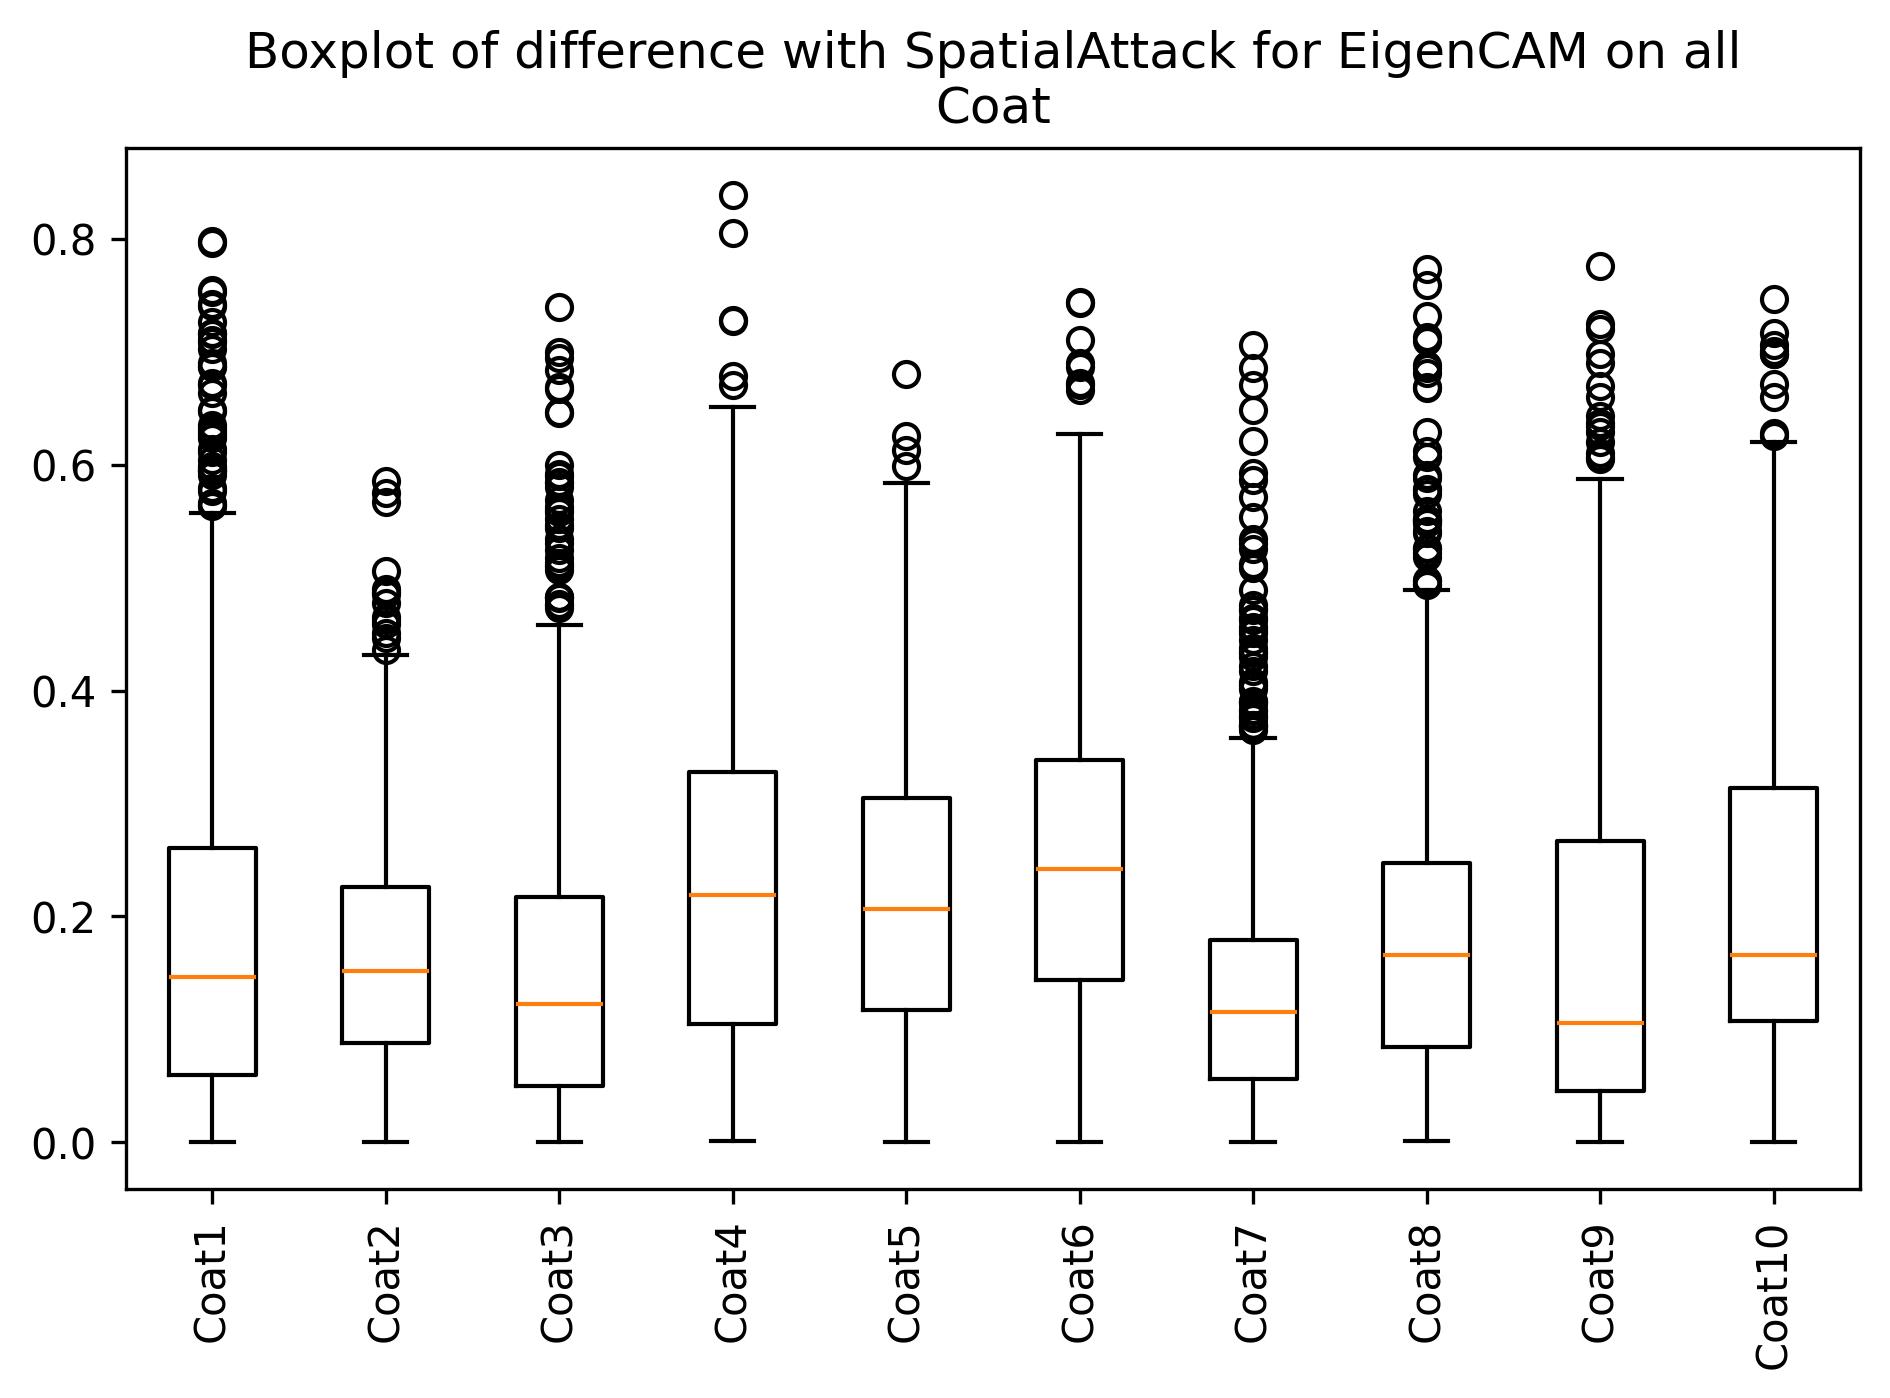 Boxplot of difference with SpatialAttack for EigenCAM on all
Coat
0.8
0.6
0.4
0.2
0.0
Coat1
Coat2
Coat3
Coat4
Coat5
Coat6
Coat7
Coat8
Coat9
Coat10